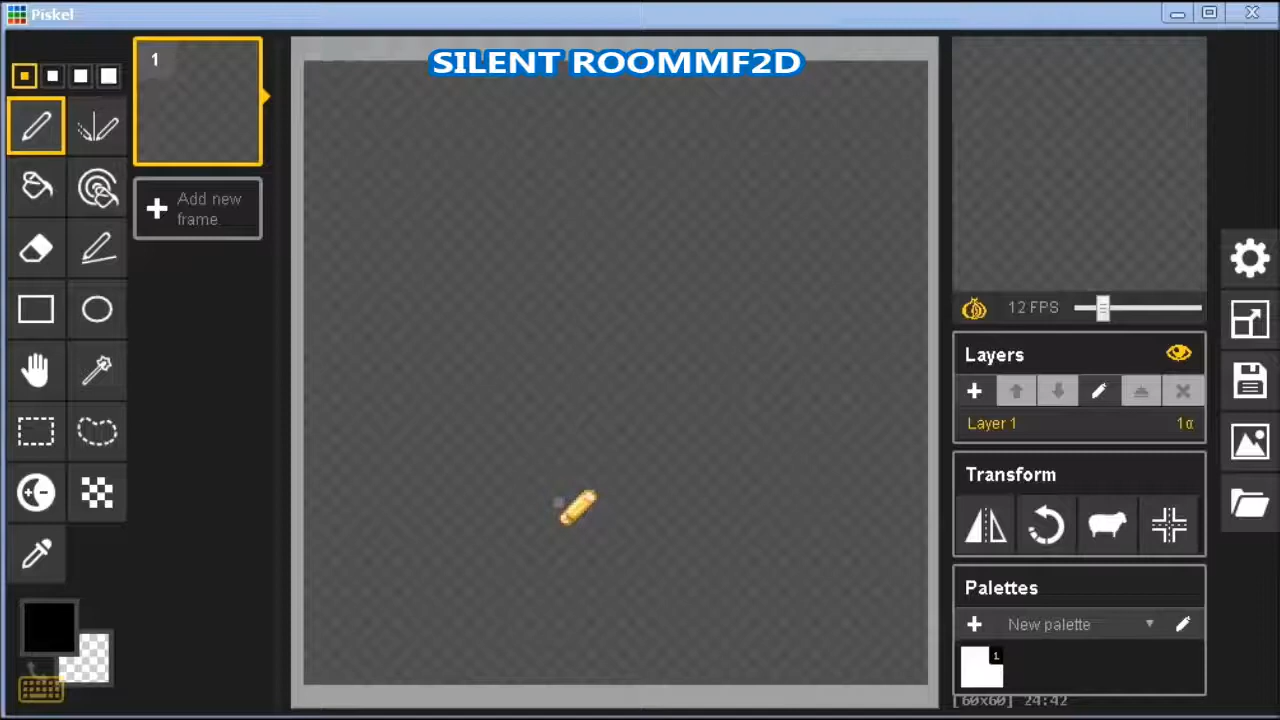 Piskel
SILENT ROOMMF2D
1
Add new
frame
12 FPS
Layers
Layer 1
1α
Transform
Palettes
New palette
1
[60x60] 24:42